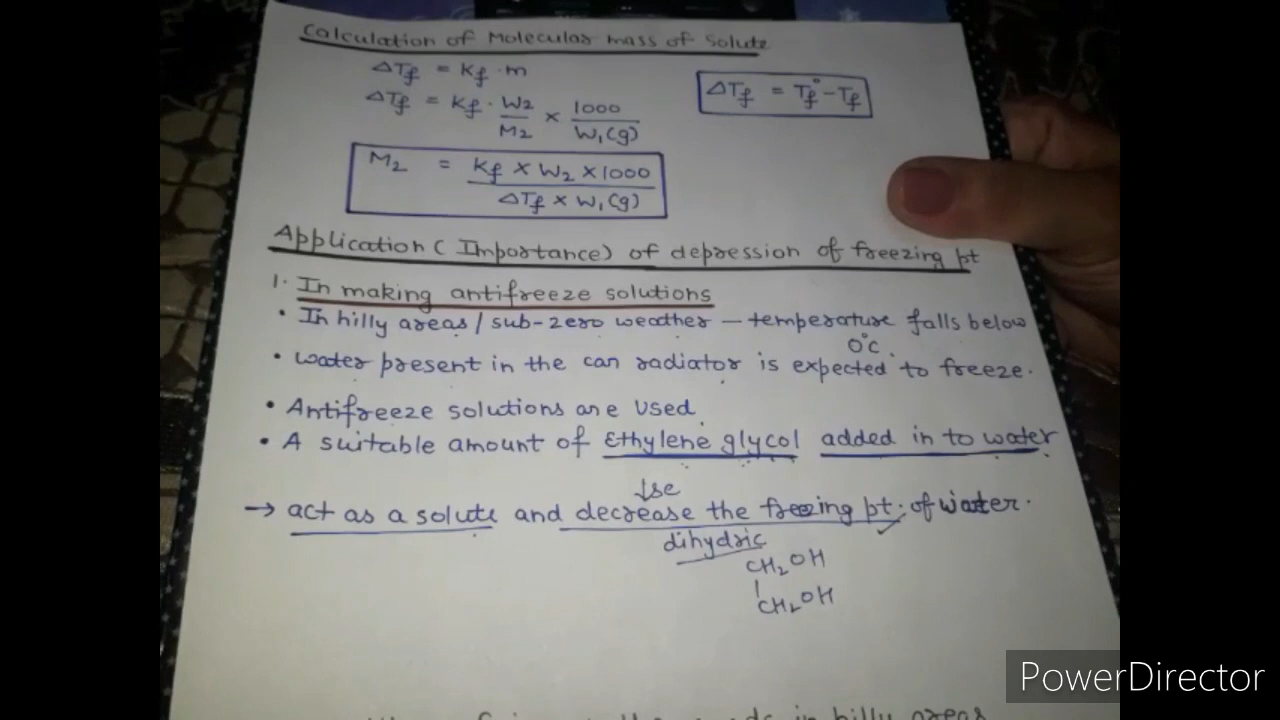 Calculation of Molecular mass of Solute
ΔTf = Kf · m
ΔTf = Kf · W2/M2 × 1000/W1(g)
ΔTf = Tf° - Tf
M2 = Kf × W2 × 1000 / ΔTf × W1(g)
Application (Importance) of depression of freezing pt
1. In making antifreeze solutions
• In hilly areas / sub-zero weather – temperature falls below
0°C.
• water present in the car radiator is expected to freeze.
• Antifreeze solutions are used.
• A suitable amount of Ethylene glycol added in to water
↓se
→ act as a solute and decrease the freezing pt. of water.
dihydric
CH2OH
|
CH2OH
in hilly areas
PowerDirector